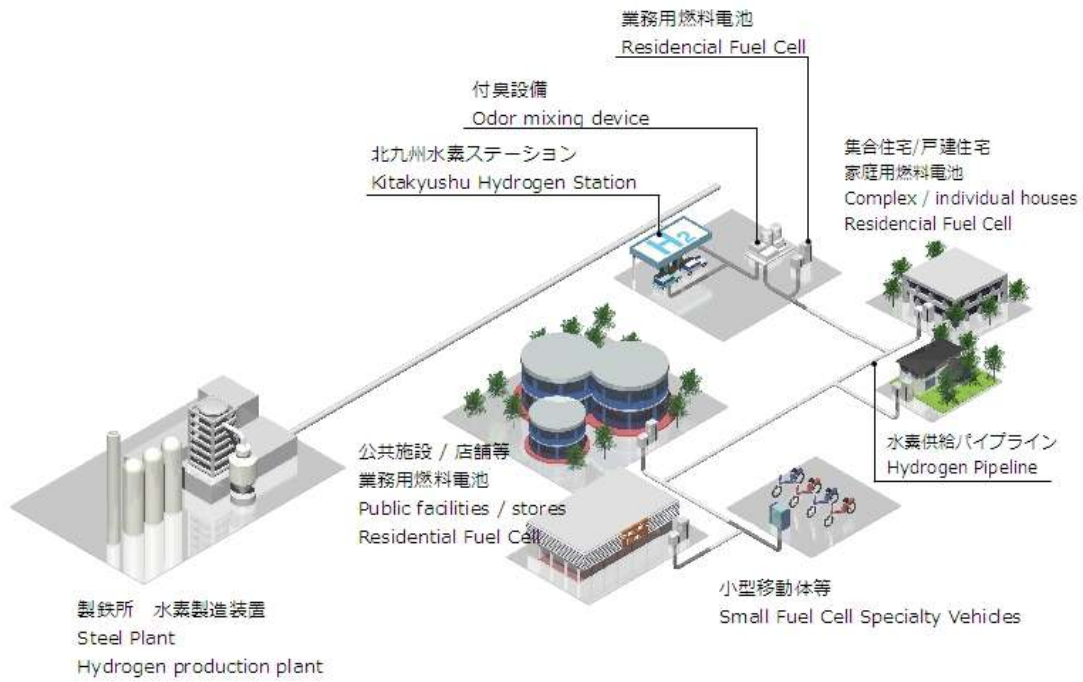 業務用燃料電池
Residencial Fuel Cell
付臭設備
Odor mixing device
北九州水素ステーション
Kitakyushu Hydrogen Station
集合住宅/戸建住宅
家庭用燃料電池
Complex / individual houses
Residencial Fuel Cell
H2
公共施設 / 店舗等
業務用燃料電池
Public facilities / stores
Residential Fuel Cell
水素供給パイプライン
Hydrogen Pipeline
小型移動体等
Small Fuel Cell Specialty Vehicles
製鉄所 水素製造装置
Steel Plant
Hydrogen production plant